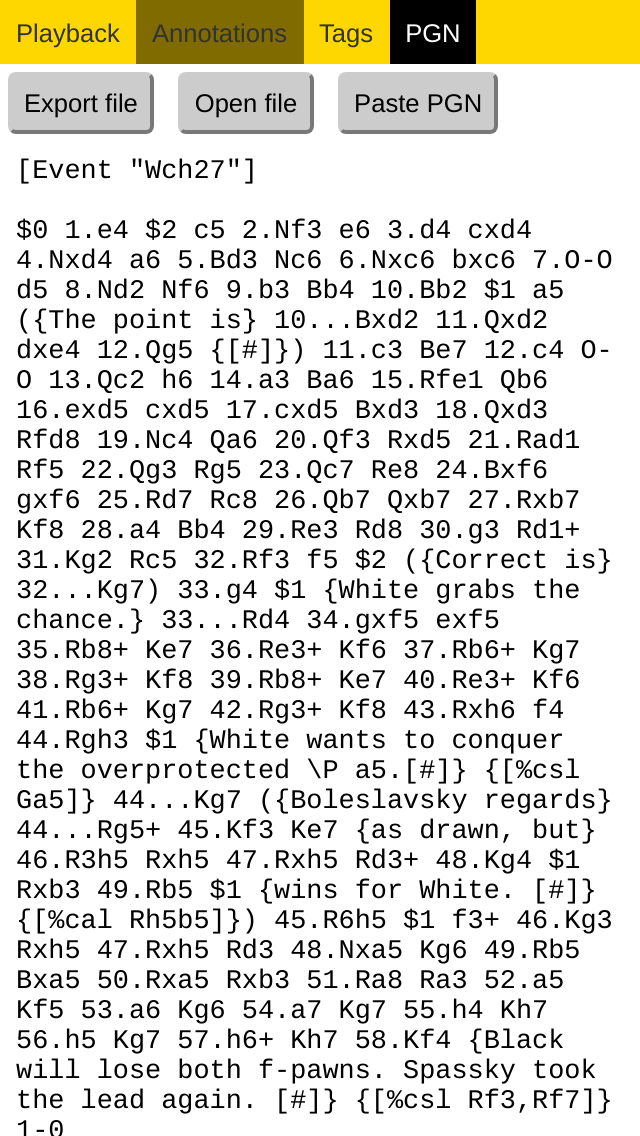 Playback Annotations Tags PGN
Export file Open file Paste PGN
[Event "Wch27"]
$0 1.e4 $2 c5 2.Nf3 e6 3.d4 cxd4
4.Nxd4 a6 5.Bd3 Nc6 6.Nxc6 bxc6 7.O-O
d5 8.Nd2 Nf6 9.b3 Bb4 10.Bb2 $1 a5
({The point is} 10...Bxd2 11.Qxd2
dxe4 12.Qg5 {[#]}) 11.c3 Be7 12.c4 O-
O 13.Qc2 h6 14.a3 Ba6 15.Rfe1 Qb6
16.exd5 cxd5 17.cxd5 Bxd3 18.Qxd3
Rfd8 19.Nc4 Qa6 20.Qf3 Rxd5 21.Rad1
Rf5 22.Qg3 Rg5 23.Qc7 Re8 24.Bxf6
gxf6 25.Rd7 Rc8 26.Qb7 Qxb7 27.Rxb7
Kf8 28.a4 Bb4 29.Re3 Rd8 30.g3 Rd1+
31.Kg2 Rc5 32.Rf3 f5 $2 ({Correct is}
32...Kg7) 33.g4 $1 {White grabs the
chance.} 33...Rd4 34.gxf5 exf5
35.Rb8+ Ke7 36.Re3+ Kf6 37.Rb6+ Kg7
38.Rg3+ Kf8 39.Rb8+ Ke7 40.Re3+ Kf6
41.Rb6+ Kg7 42.Rg3+ Kf8 43.Rxh6 f4
44.Rgh3 $1 {White wants to conquer
the overprotected \P a5.[#]} {[%csl
Ga5]} 44...Kg7 ({Boleslavsky regards}
44...Rg5+ 45.Kf3 Ke7 {as drawn, but}
46.R3h5 Rxh5 47.Rxh5 Rd3+ 48.Kg4 $1
Rxb3 49.Rb5 $1 {wins for White. [#]}
{[%cal Rh5b5]}) 45.R6h5 $1 f3+ 46.Kg3
Rxh5 47.Rxh5 Rd3 48.Nxa5 Kg6 49.Rb5
Bxa5 50.Rxa5 Rxb3 51.Ra8 Ra3 52.a5
Kf5 53.a6 Kg6 54.a7 Kg7 55.h4 Kh7
56.h5 Kg7 57.h6+ Kh7 58.Kf4 {Black
will lose both f-pawns. Spassky took
the lead again. [#]} {[%csl Rf3,Rf7]}
1-0